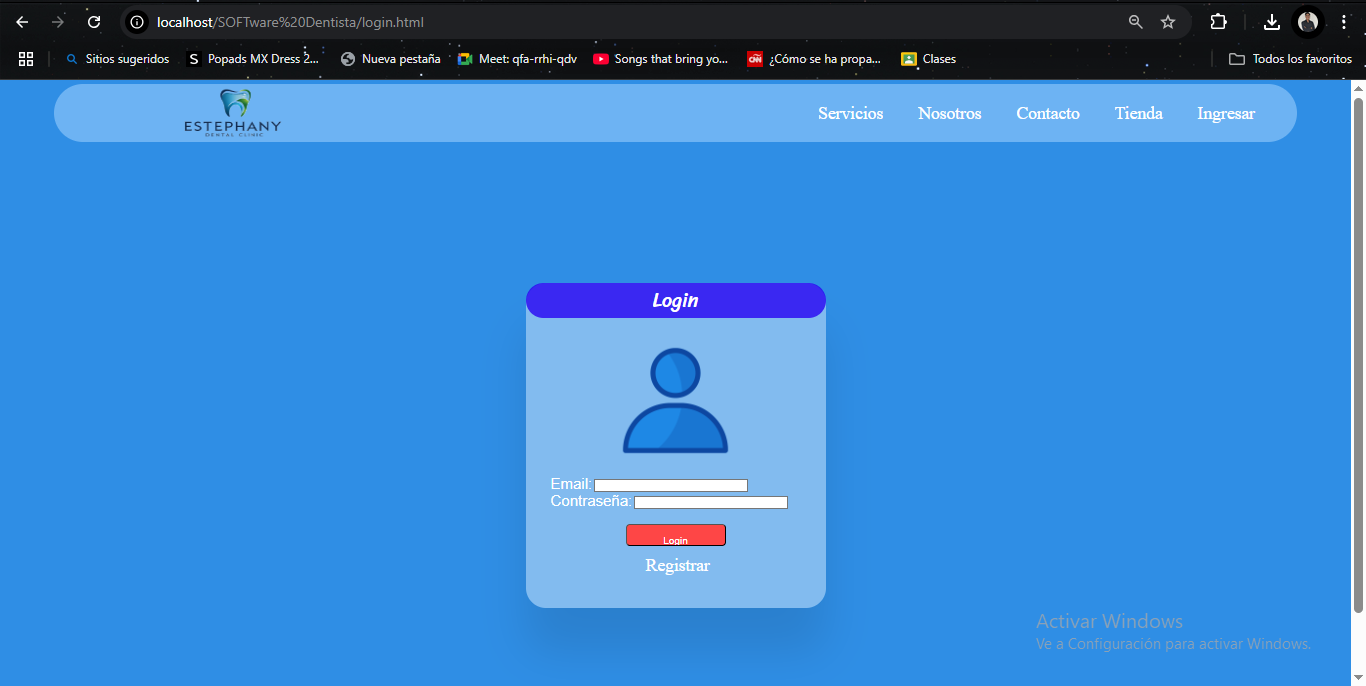 localhost/SOFTware%20Dentista/login.html
Sitios sugeridos S Popads MX Dress 2... Nueva pestaña Meet: qfa-rrhi-qdv Songs that bring yo... CNN ¿Cómo se ha propa... Clases Todos los favoritos
ESTEPHANY
DENTAL CLINIC
Servicios Nosotros Contacto Tienda Ingresar
Login
Email:
Contraseña:
Login
Registrar
Activar Windows
Ve a Configuración para activar Windows.